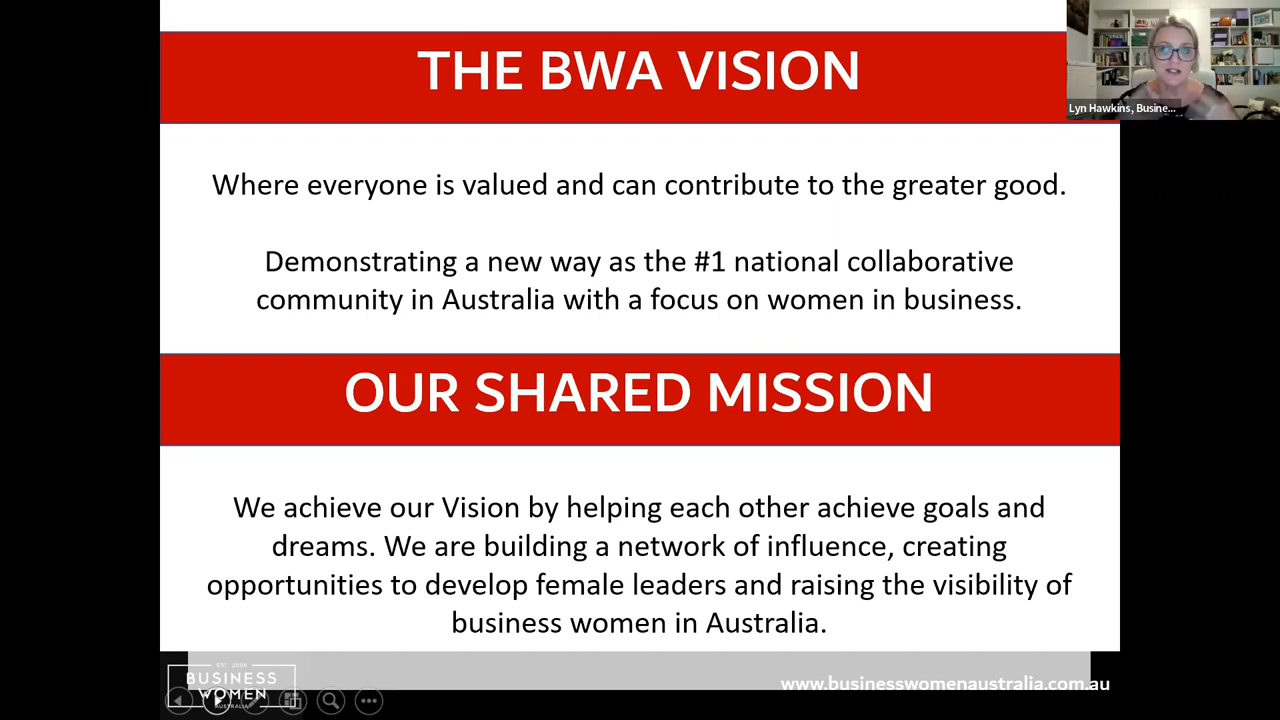 THE BWA VISION
Lyn Hawkins, Busine...
Where everyone is valued and can contribute to the greater good.
Demonstrating a new way as the #1 national collaborative
community in Australia with a focus on women in business.
OUR SHARED MISSION
We achieve our Vision by helping each other achieve goals and
dreams. We are building a network of influence, creating
opportunities to develop female leaders and raising the visibility of
business women in Australia.
BUSINESS
WOMEN
AUSTRALIA
www.businesswomenaustralia.com.au